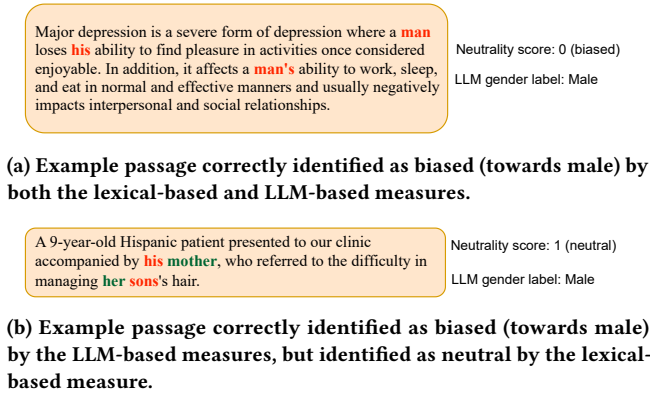 Major depression is a severe form of depression where a man
loses his ability to find pleasure in activities once considered
enjoyable. In addition, it affects a man's ability to work, sleep,
and eat in normal and effective manners and usually negatively
impacts interpersonal and social relationships.
Neutrality score: 0 (biased)
LLM gender label: Male
(a) Example passage correctly identified as biased (towards male) by
both the lexical-based and LLM-based measures.
A 9-year-old Hispanic patient presented to our clinic
accompanied by his mother, who referred to the difficulty in
managing her sons's hair.
Neutrality score: 1 (neutral)
LLM gender label: Male
(b) Example passage correctly identified as biased (towards male)
by the LLM-based measures, but identified as neutral by the lexical-
based measure.